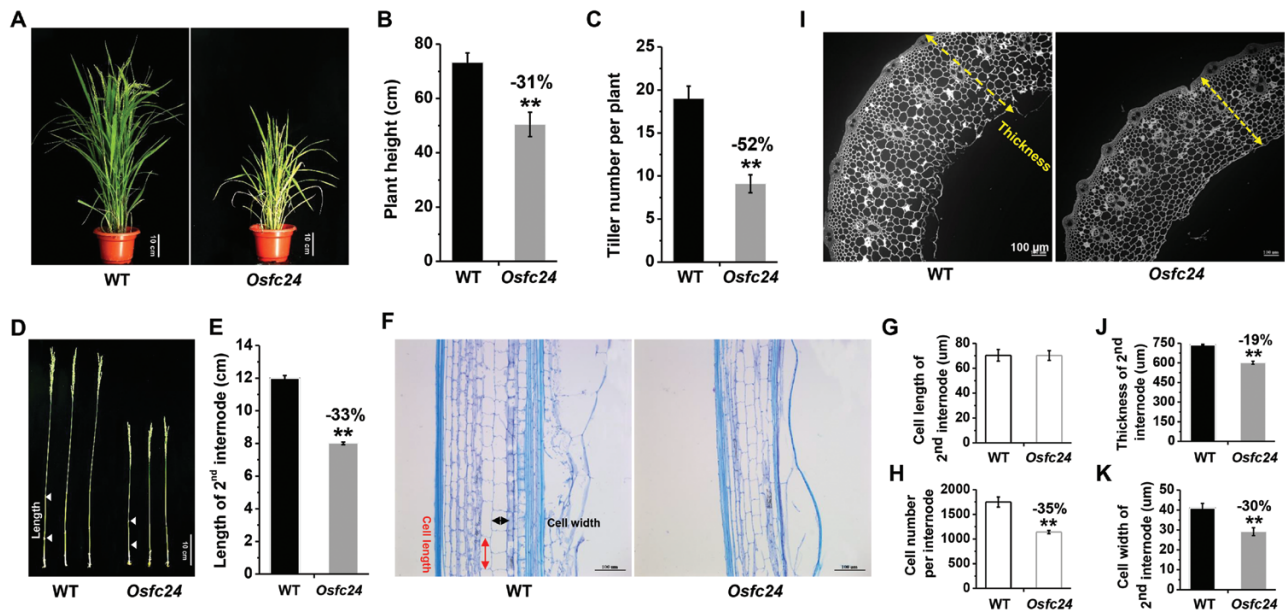 A
10 cm
10 cm
WT
Osfc24
B
Plant height (cm)
80
60
40
20
0
-31%
**
WT
Osfc24
C
Tiller number per plant
25
20
15
10
5
0
-52%
**
WT
Osfc24
I
Thickness
100 µm
WT
Osfc24
D
Length
10 cm
WT
Osfc24
E
Length of 2nd internode (cm)
14
12
10
8
6
4
2
0
-33%
**
WT
Osfc24
F
Cell length
Cell width
WT
Osfc24
G
Cell length of
2nd internode (um)
80
60
40
20
0
WT
Osfc24
H
Cell number
per internode
2000
1500
1000
500
0
-35%
**
WT
Osfc24
J
Thickness of 2nd
internode (um)
750
600
450
300
150
0
-19%
**
WT
Osfc24
K
Cell width of
2nd internode (um)
50
40
30
20
10
0
-30%
**
WT
Osfc24